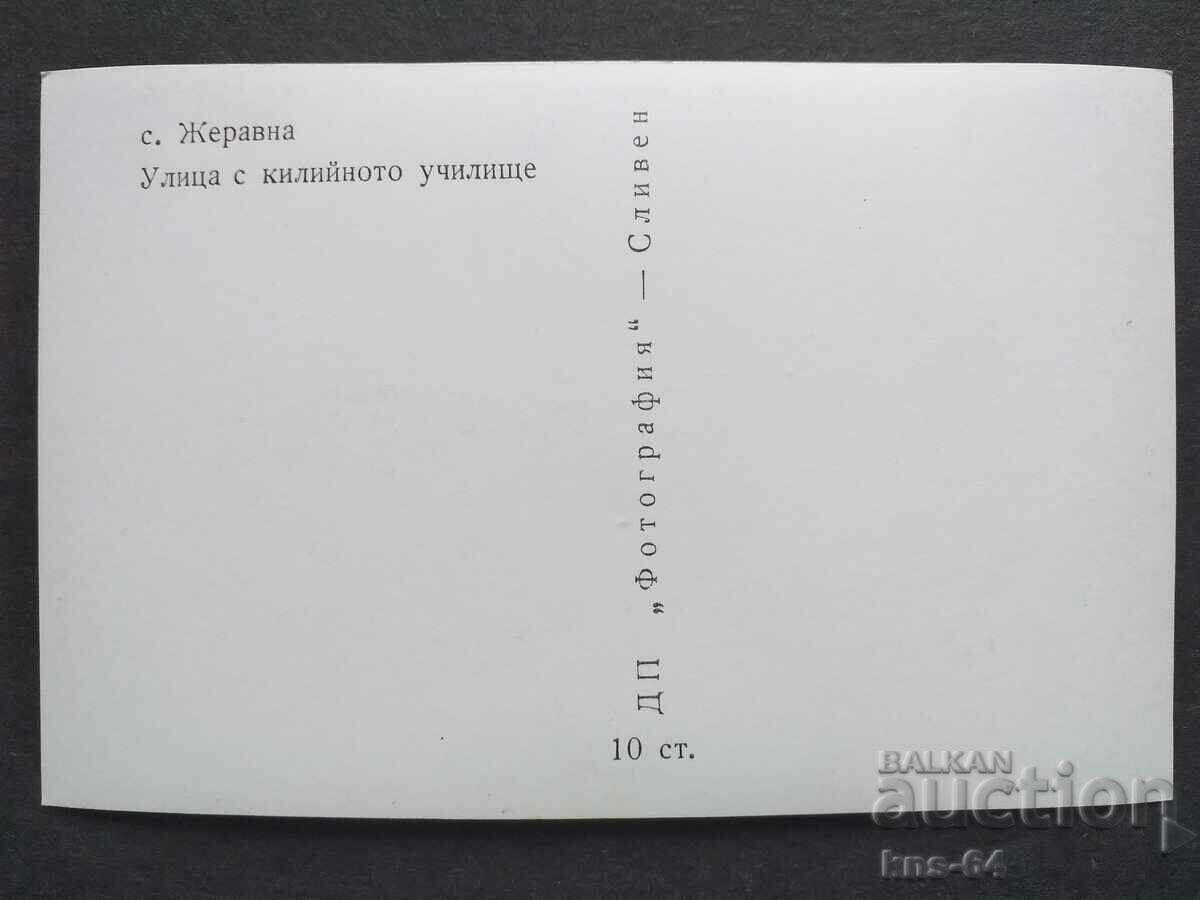 с. Жеравна
Улица с килийното училище
ДП „Фотография“ — Сливен
10 ст.
BALKAN
auction
kns-64